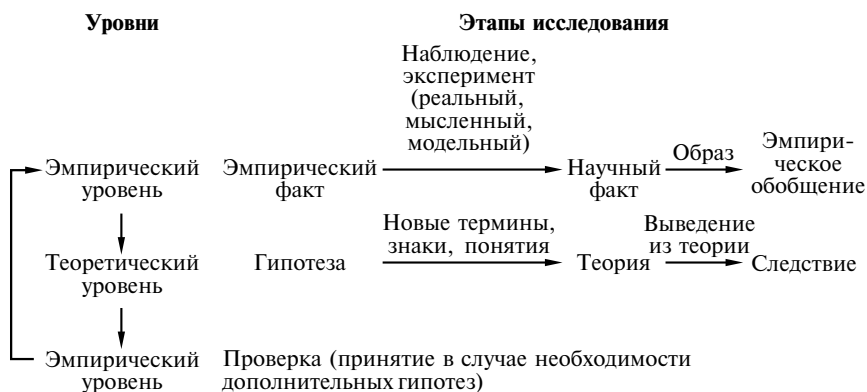 Уровни
Этапы исследования
Наблюдение,
эксперимент
(реальный,
мысленный,
модельный)
Эмпирический
уровень
Эмпирический
факт
Научный
факт
Образ
Эмпири-
ческое
обобщение
Теоретический
уровень
Гипотеза
Новые термины,
знаки, понятия
Теория
Выведение
из теории
Следствие
Эмпирический
уровень
Проверка (принятие в случае необходимости
дополнительных гипотез)